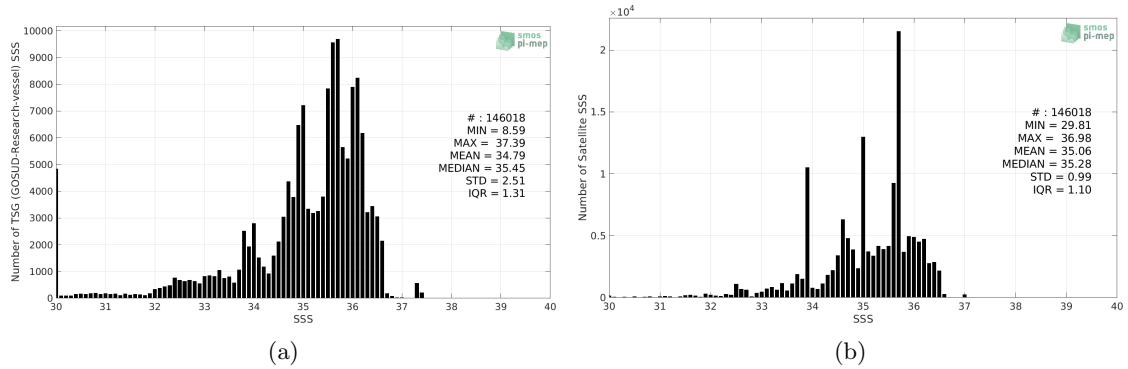 10000
9000
8000
7000
6000
5000
4000
3000
2000
1000
0
Number of TSG (GOSUD-Research-vessel) SSS
30 31 32 33 34 35 36 37 38 39 40
SSS
smos
pi-mep
# : 146018
MIN = 8.59
MAX = 37.39
MEAN = 34.79
MEDIAN = 35.45
STD = 2.51
IQR = 1.31
(a)
×10⁴
2
1.5
1
0.5
0
Number of Satellite SSS
30 31 32 33 34 35 36 37 38 39 40
SSS
smos
pi-mep
# : 146018
MIN = 29.81
MAX = 36.98
MEAN = 35.06
MEDIAN = 35.28
STD = 0.99
IQR = 1.10
(b)